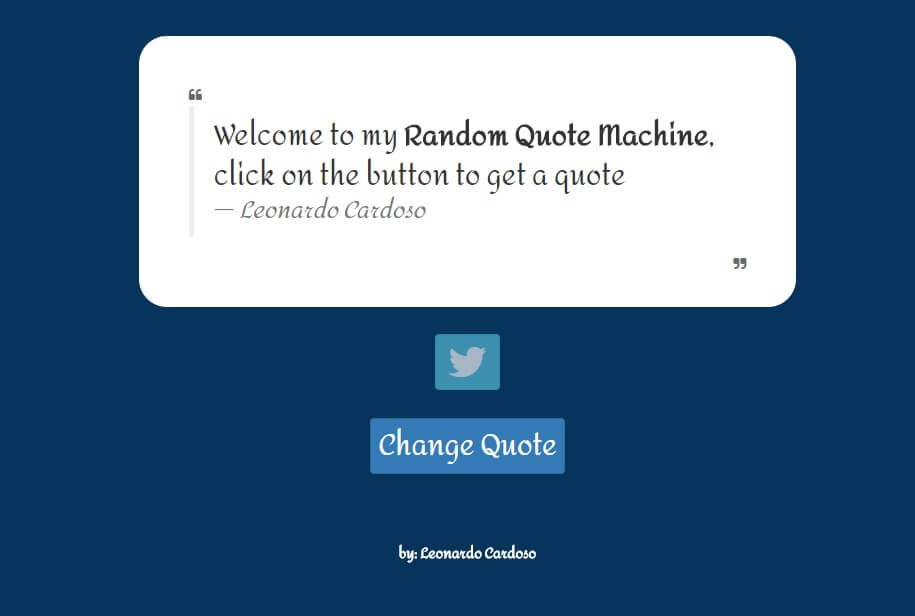 ❝
Welcome to my Random Quote Machine,
click on the button to get a quote
— Leonardo Cardoso
❞
Change Quote
by: Leonardo Cardoso